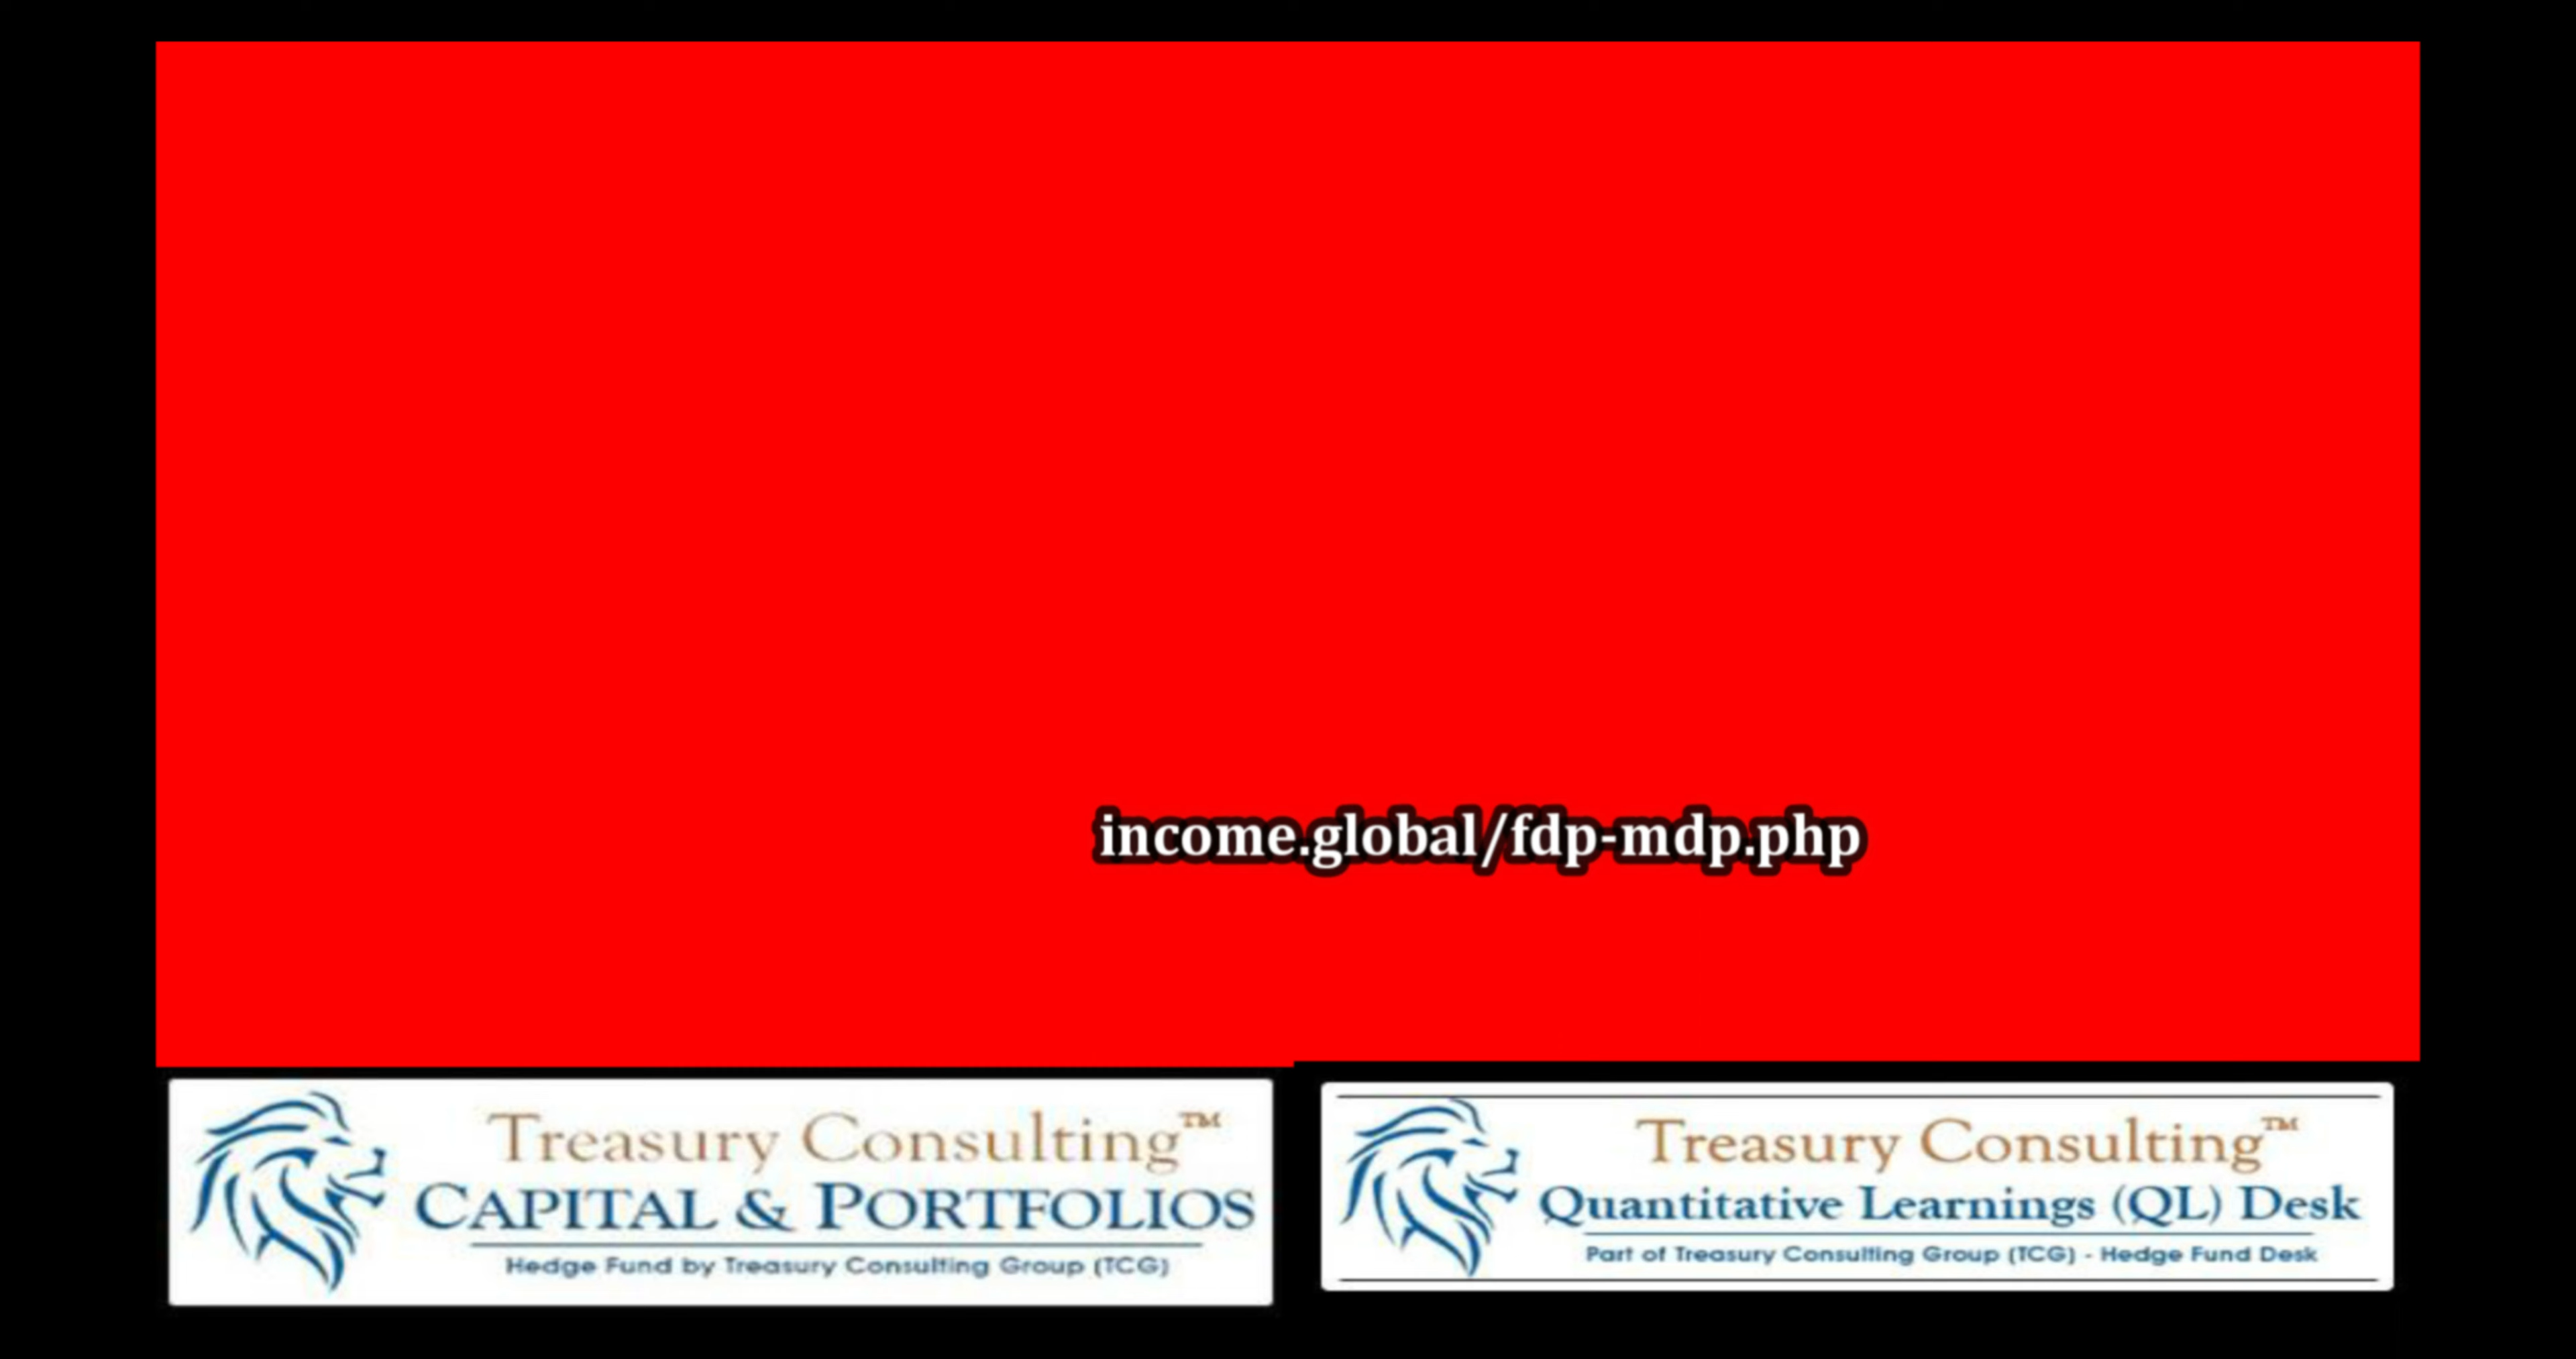 income.global/fdp-mdp.php
Treasury Consulting™
CAPITAL & PORTFOLIOS
Hedge Fund by Treasury Consulting Group (TCG)
Treasury Consulting™
Quantitative Learnings (QL) Desk
Part of Treasury Consulting Group (TCG) - Hedge Fund Desk